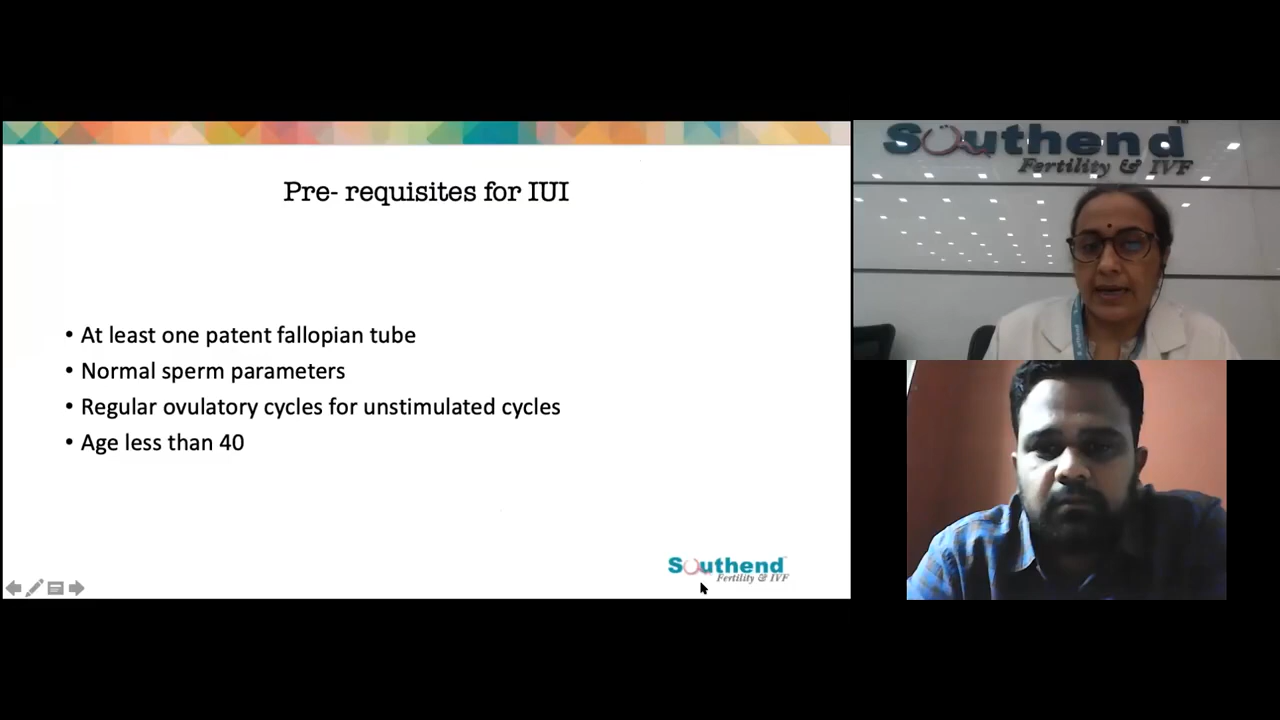 Pre- requisites for IUI
• At least one patent fallopian tube
• Normal sperm parameters
• Regular ovulatory cycles for unstimulated cycles
• Age less than 40
Southend
Fertility & IVF
Southend™
Fertility & IVF